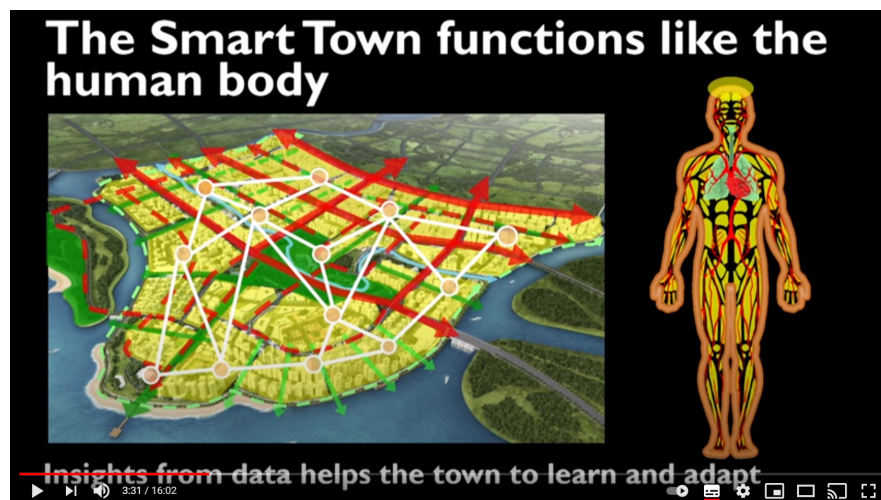 The Smart Town functions like the
human body
Insights from data helps the town to learn and adapt
3:31 / 16:02